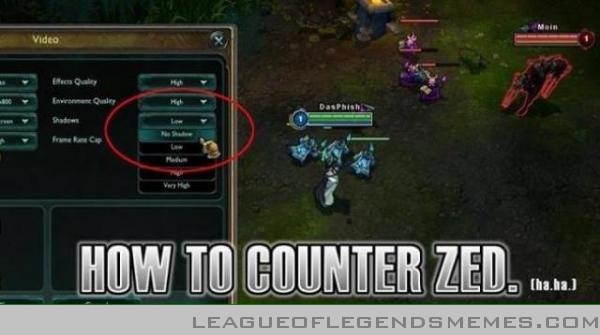 Video
Effects Quality High
Environment Quality High
Shadows Low
Frame Rate Cap
No Shadow
Low
Medium
High
Very High
Moin
1
DasPhish
1
HOW TO COUNTER ZED. (ha.ha.)
LEAGUEOFLEGENDSMEMES.COM